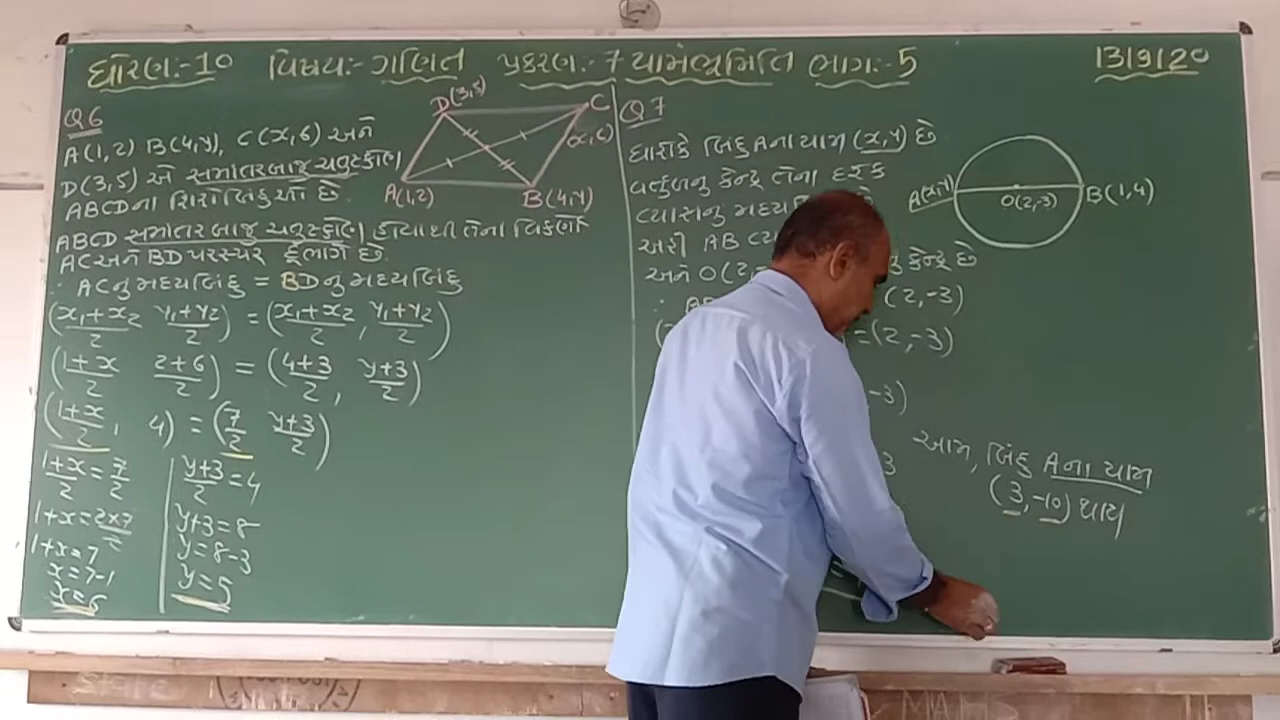 ધોરણ:-10 વિષય:- ગણિત પ્રકરણ:- 7 યામભૂમિતિ ભાગ:- 5 13/9/20
Q6
A(1,2) B(4,y), C(x,6) અને
D(3,5) એ સમાંતરબાજુ ચતુષ્કોણ
ABCDના શિરોબિંદુઓ છે.
D(3,5)
C
(x,6)
A(1,2)
B(4,y)
ABCD સમાંતરબાજુ ચતુષ્કોણ હોવાથી તેના વિકર્ણો
AC અને BD પરસ્પર દુભાગે છે.
∴ ACનું મધ્યબિંદુ = BDનું મધ્યબિંદુ
(x₁+x₂/2 y₁+y₂/2) = (x₁+x₂/2, y₁+y₂/2)
(1+x/2 2+6/2) = (4+3/2, y+3/2)
(1+x/2, 4) = (7/2 y+3/2)
1+x/2 = 7/2
1+x = 2×7/2
1+x = 7
x = 7-1
x = 6
y+3/2 = 4
y+3 = 8
y = 8-3
y = 5
Q7
ધારોકે બિંદુ Aના યામ (x,y) છે
વર્તુળનુ કેન્દ્ર તેના દરેક
વ્યાસનુ
અહીં AB
અને O(2, કેન્દ્ર છે
(2,-3)
=(2,-3)
-3)
3
A(x,y)
O(2,-3)
B(1,4)
આમ, બિંદુ Aના યામ
(3,-10) થાય